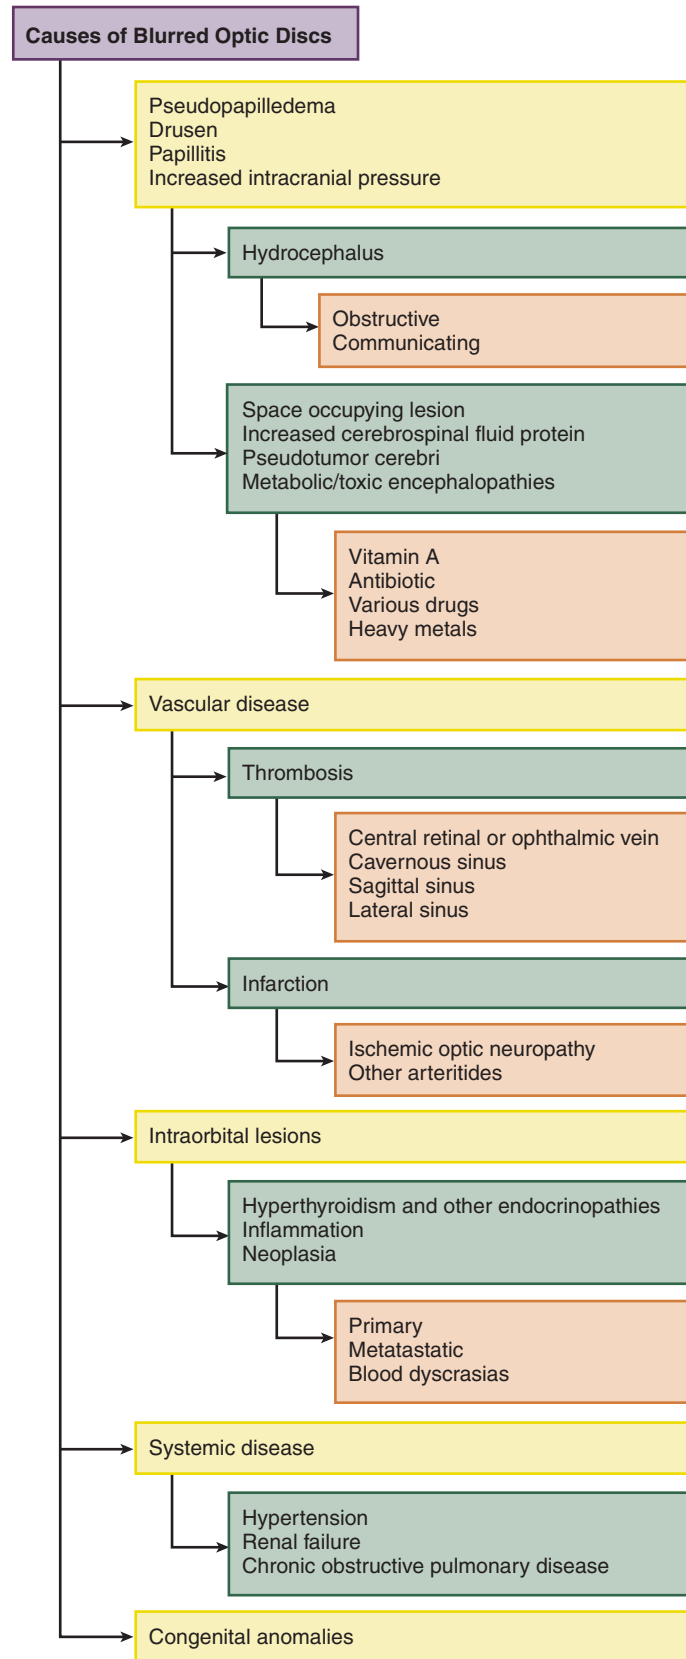 Causes of Blurred Optic Discs
Pseudopapilledema
Drusen
Papillitis
Increased intracranial pressure
Hydrocephalus
Obstructive
Communicating
Space occupying lesion
Increased cerebrospinal fluid protein
Pseudotumor cerebri
Metabolic/toxic encephalopathies
Vitamin A
Antibiotic
Various drugs
Heavy metals
Vascular disease
Thrombosis
Central retinal or ophthalmic vein
Cavernous sinus
Sagittal sinus
Lateral sinus
Infarction
Ischemic optic neuropathy
Other arteritides
Intraorbital lesions
Hyperthyroidism and other endocrinopathies
Inflammation
Neoplasia
Primary
Metatastatic
Blood dyscrasias
Systemic disease
Hypertension
Renal failure
Chronic obstructive pulmonary disease
Congenital anomalies